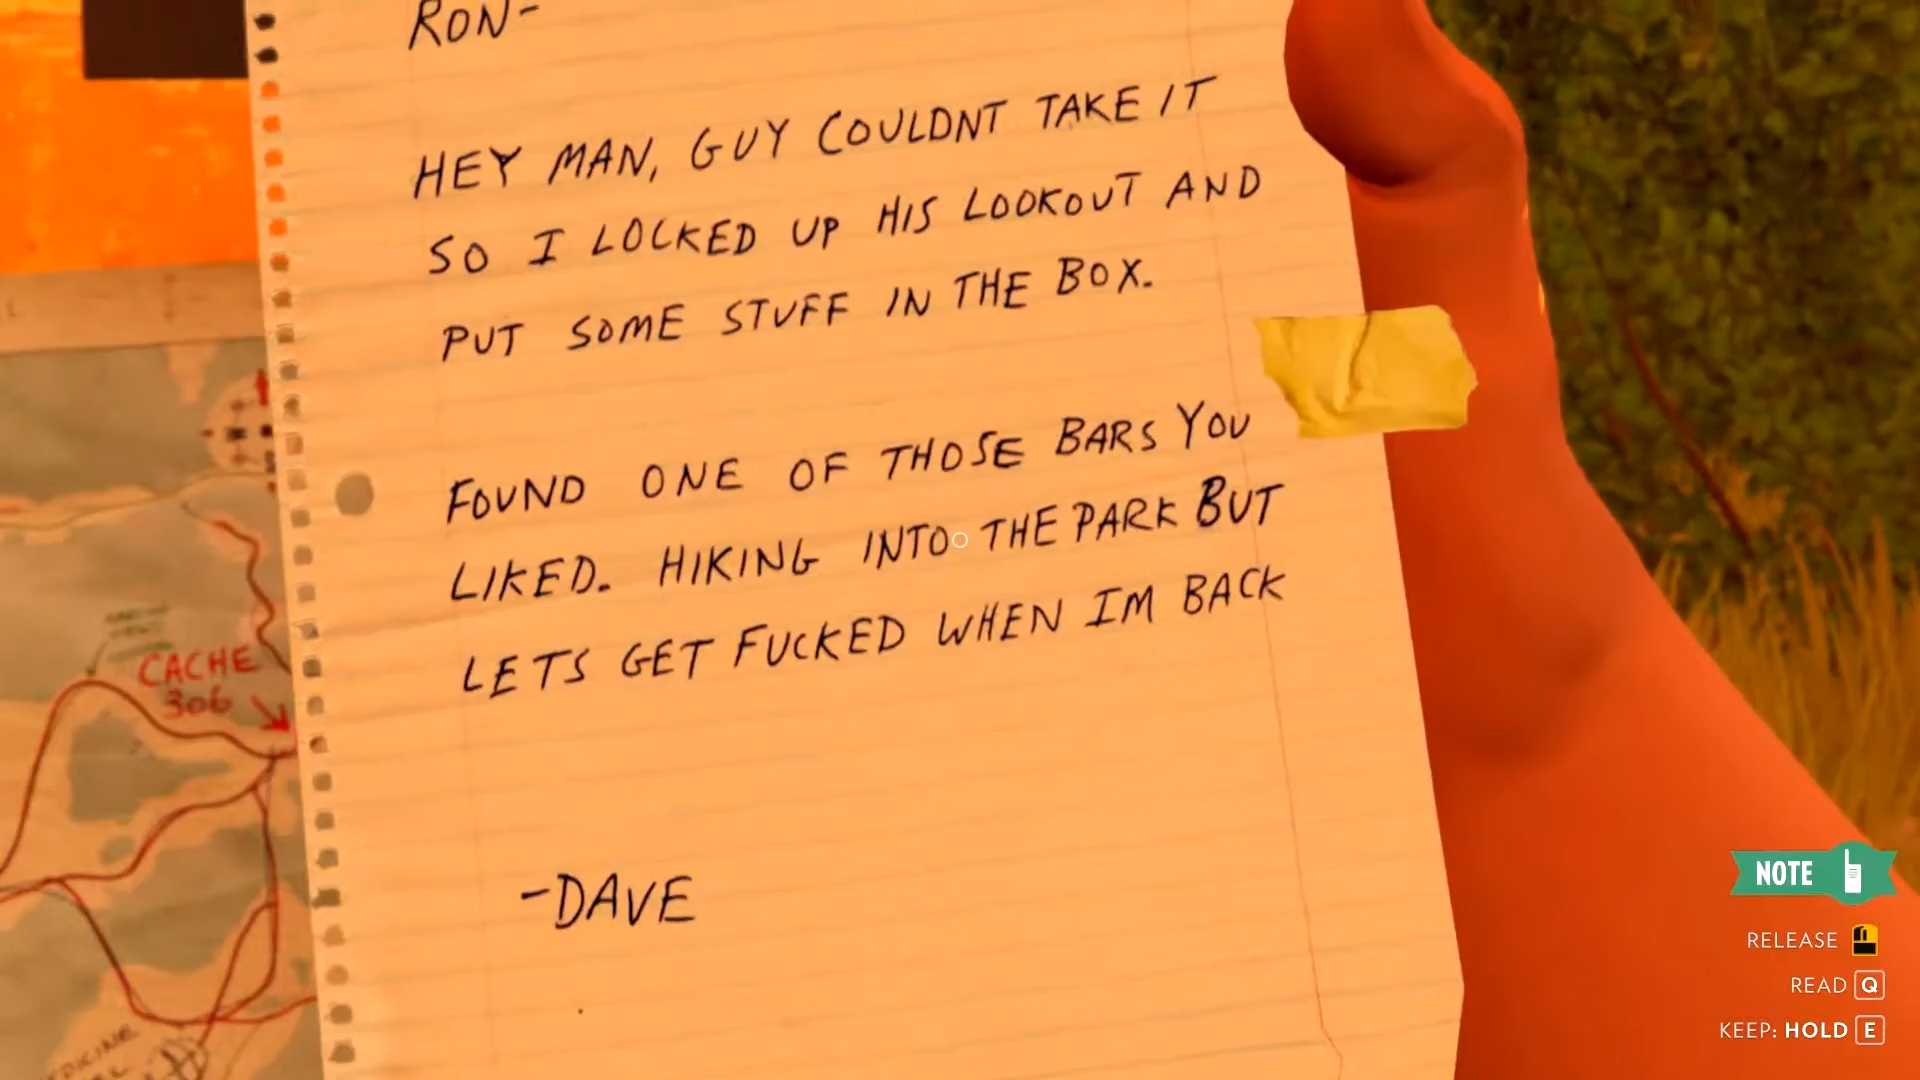 RON-
HEY MAN, GUY COULDNT TAKE IT
SO I LOCKED UP HIS LOOKOUT AND
PUT SOME STUFF IN THE BOX.
FOUND ONE OF THOSE BARS YOU
LIKED. HIKING INTO THE PARK BUT
LETS GET FUCKED WHEN IM BACK
-DAVE
CACHE
306
NOTE
RELEASE
READ Q
KEEP: HOLD E